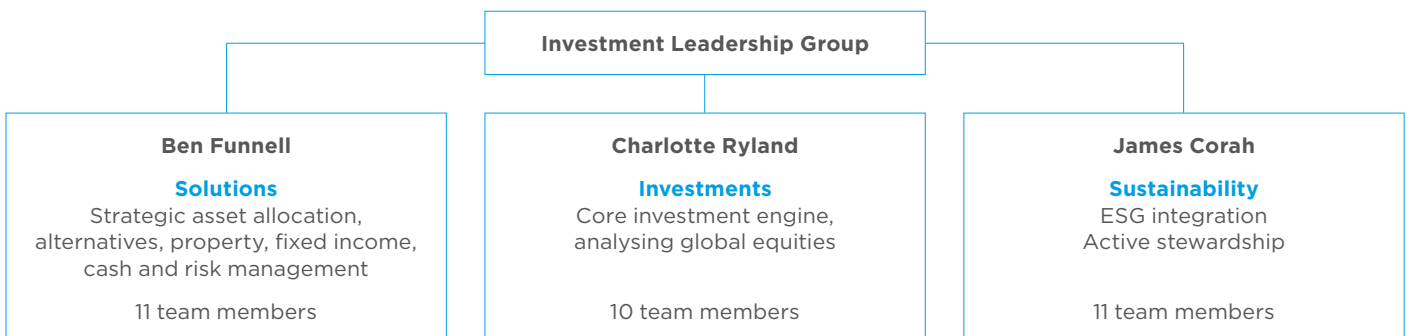 Investment Leadership Group
Ben Funnell
Solutions
Strategic asset allocation,
alternatives, property, fixed income,
cash and risk management
11 team members
Charlotte Ryland
Investments
Core investment engine,
analysing global equities
10 team members
James Corah
Sustainability
ESG integration
Active stewardship
11 team members